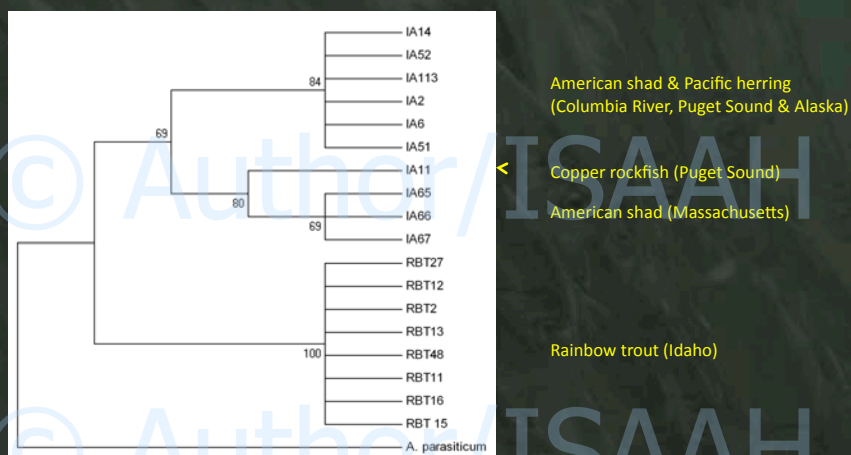 IA14
IA52
84
IA113
American shad & Pacific herring
IA2
(Columbia River, Puget Sound & Alaska)
IA6
69
IA51
IA11
<
Copper rockfish (Puget Sound)
IA65
80
IA66
American shad (Massachusetts)
69
IA67
RBT27
RBT12
RBT2
RBT13
100
RBT48
Rainbow trout (Idaho)
RBT11
RBT16
RBT 15
A. parasiticum
© Author/ISAAH
© Author/ISAAH